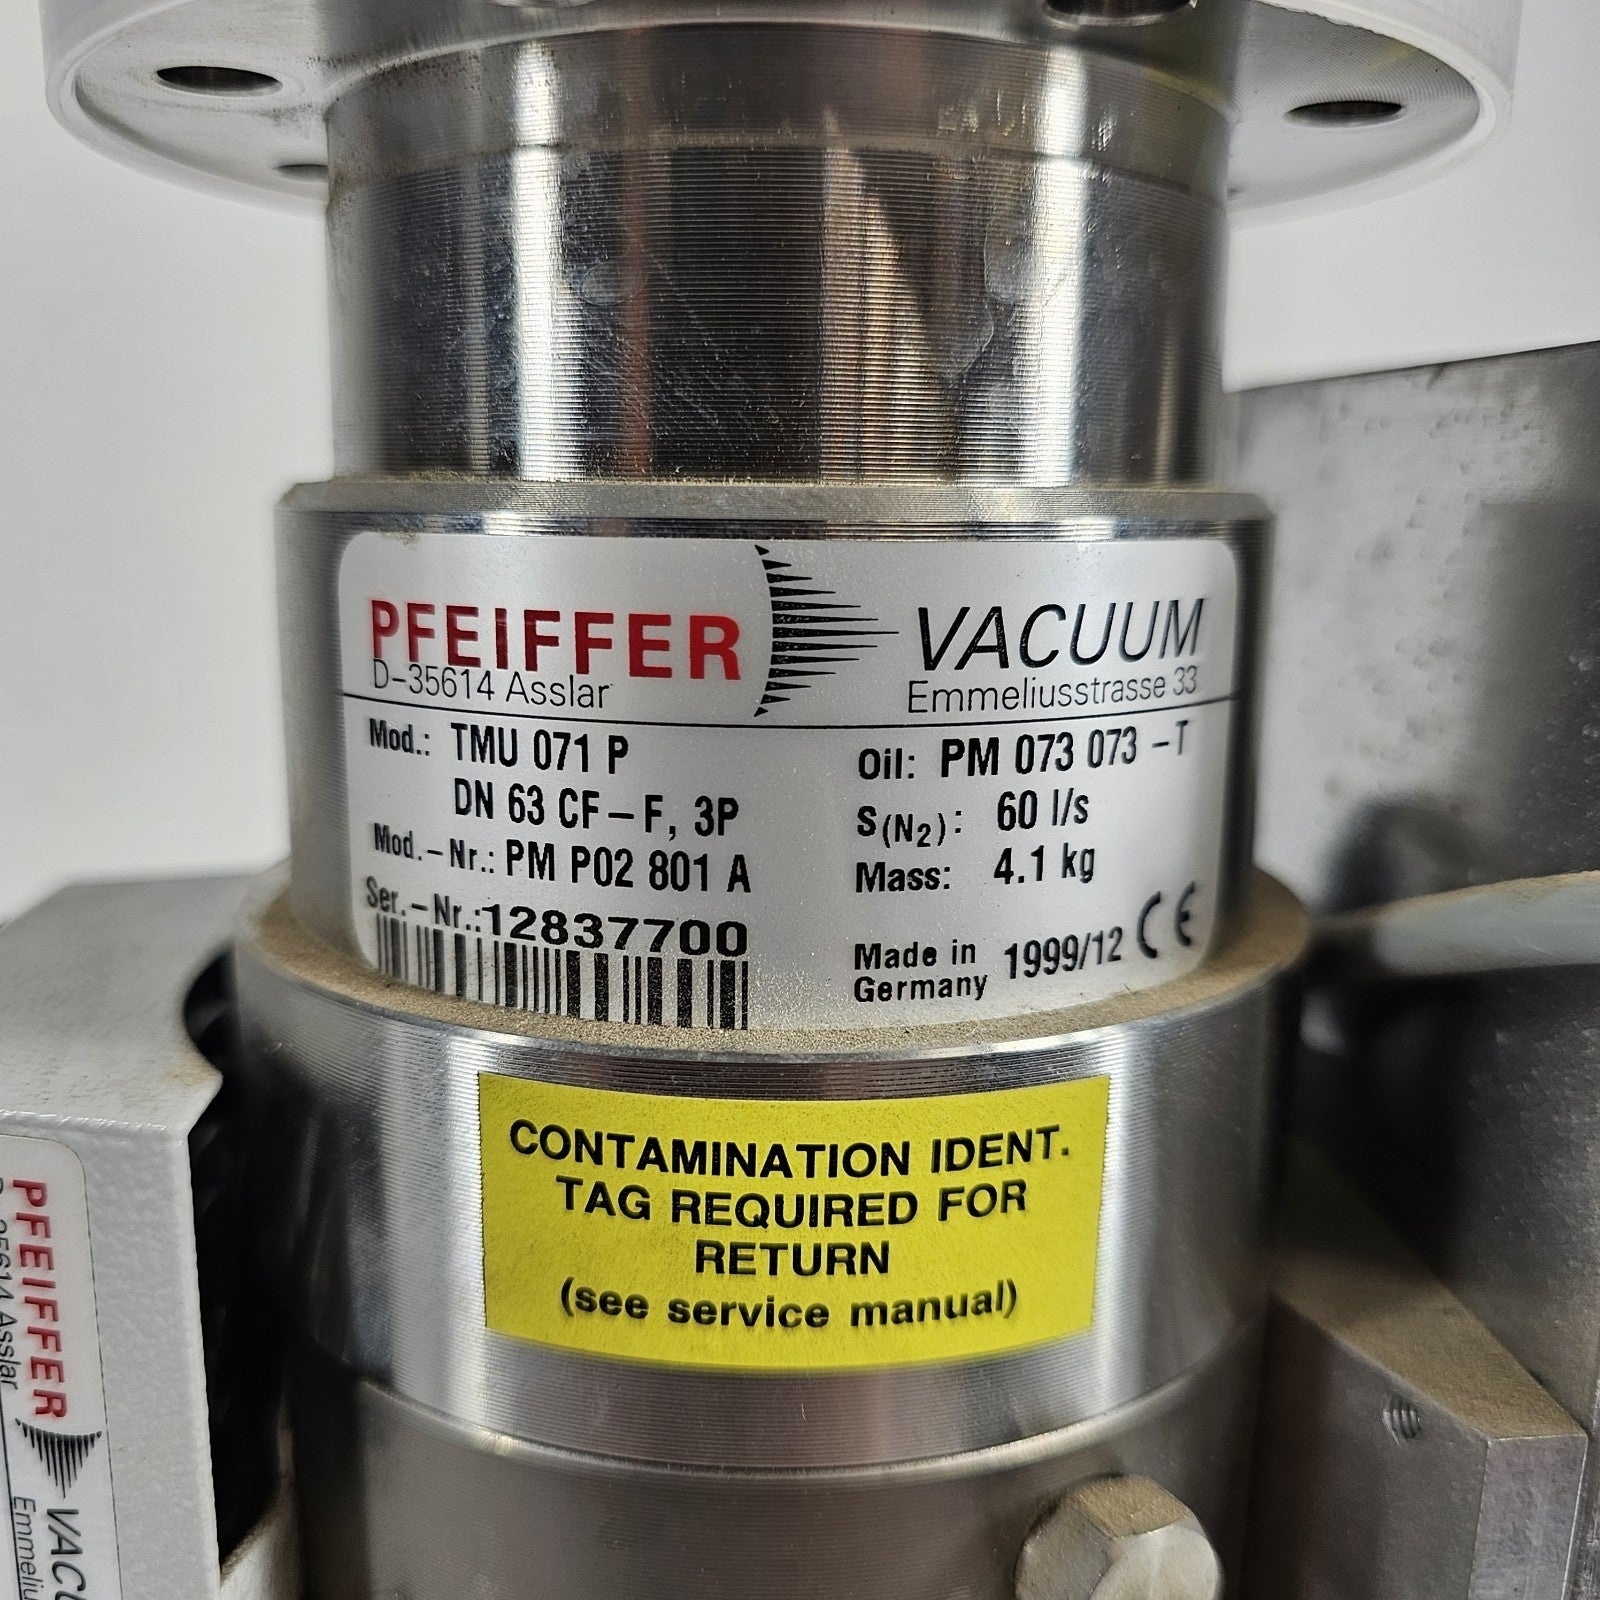 PFEIFFER VACUUM
D-35614 Asslar Emmeliusstrasse 33
Mod.: TMU 071 P
DN 63 CF-F, 3P
Mod.-Nr.: PM P02 801 A
Ser.-Nr.: 12837700
Oil: PM 073 073 -T
S(N2): 60 l/s
Mass: 4.1 kg
Made in Germany 1999/12 CE
CONTAMINATION IDENT.
TAG REQUIRED FOR
RETURN
(see service manual)
PFEIFFER
35614 Asslar